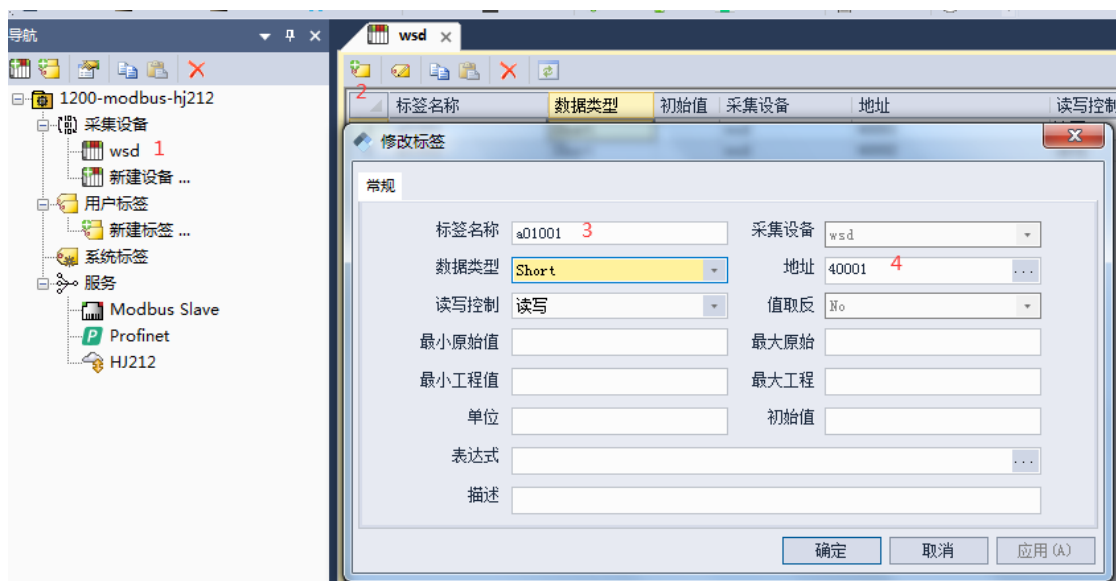 导航
wsd
2
标签名称 数据类型 初始值 采集设备 地址 读写控制
1200-modbus-hj212
采集设备
wsd 1
新建设备 ...
用户标签
新建标签 ...
系统标签
服务
Modbus Slave
Profinet
HJ212
修改标签
常规
标签名称 a01001 3 采集设备 wsd
数据类型 Short 地址 40001 4 ...
读写控制 读写 值取反 No
最小原始值 最大原始
最小工程值 最大工程
单位 初始值
表达式 ...
描述
确定 取消 应用(A)